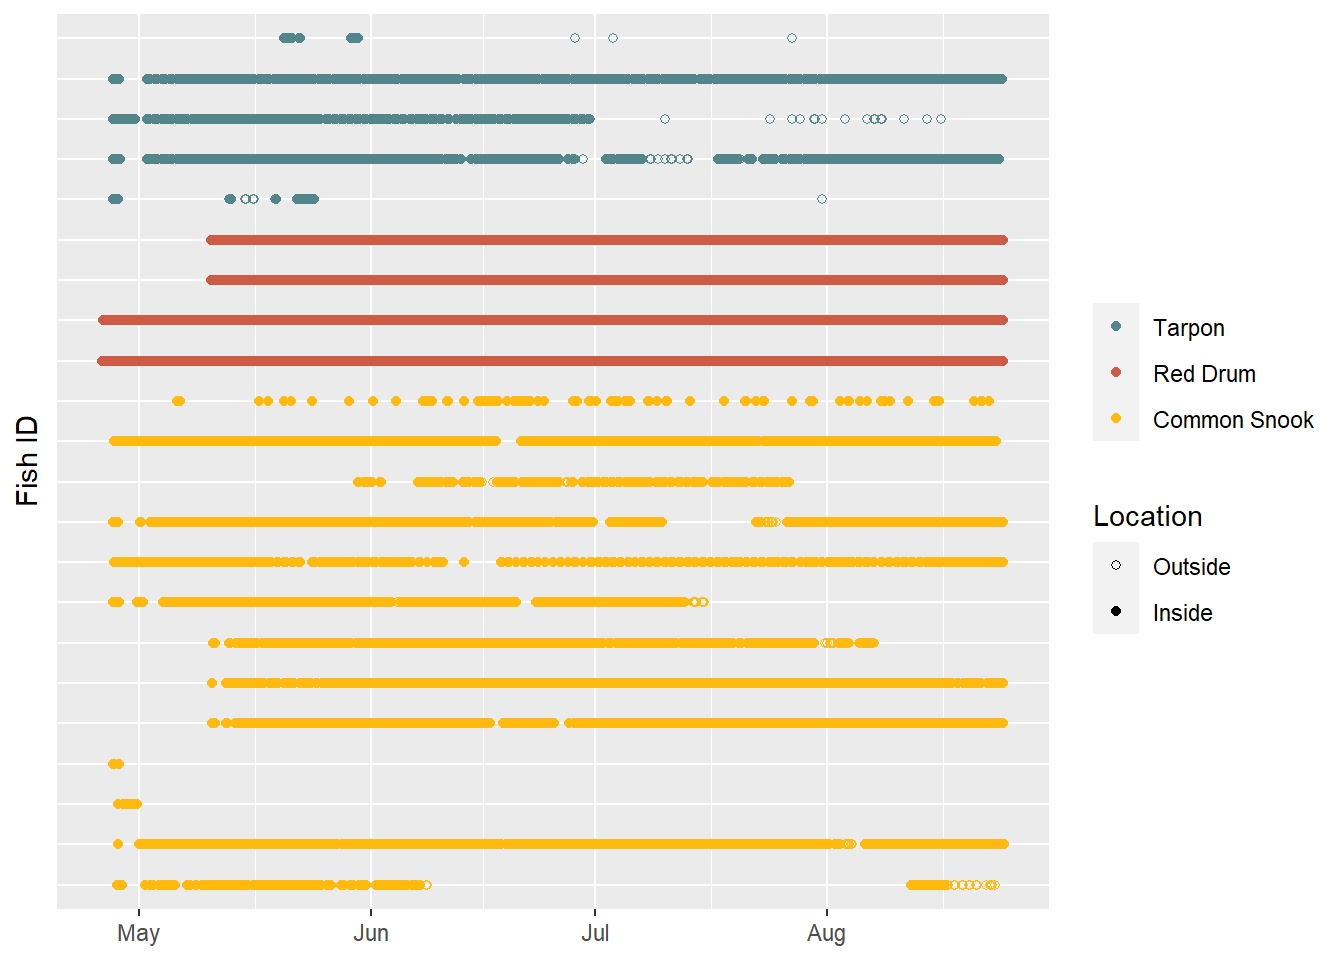 Fish ID
May
Jun
Jul
Aug
Tarpon
Red Drum
Common Snook
Location
Outside
Inside